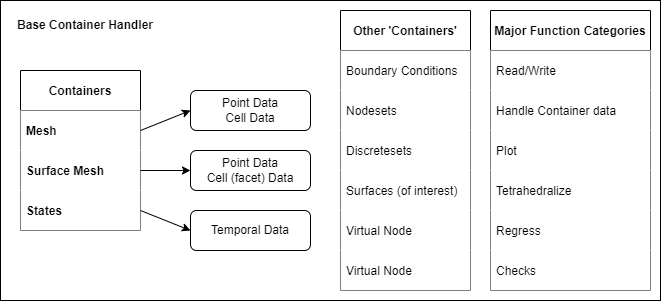 Base Container Handler
Containers
Mesh
Surface Mesh
States
Point Data
Cell Data
Point Data
Cell (facet) Data
Temporal Data
Other 'Containers'
Boundary Conditions
Nodesets
Discretesets
Surfaces (of interest)
Virtual Node
Virtual Node
Major Function Categories
Read/Write
Handle Container data
Plot
Tetrahedralize
Regress
Checks